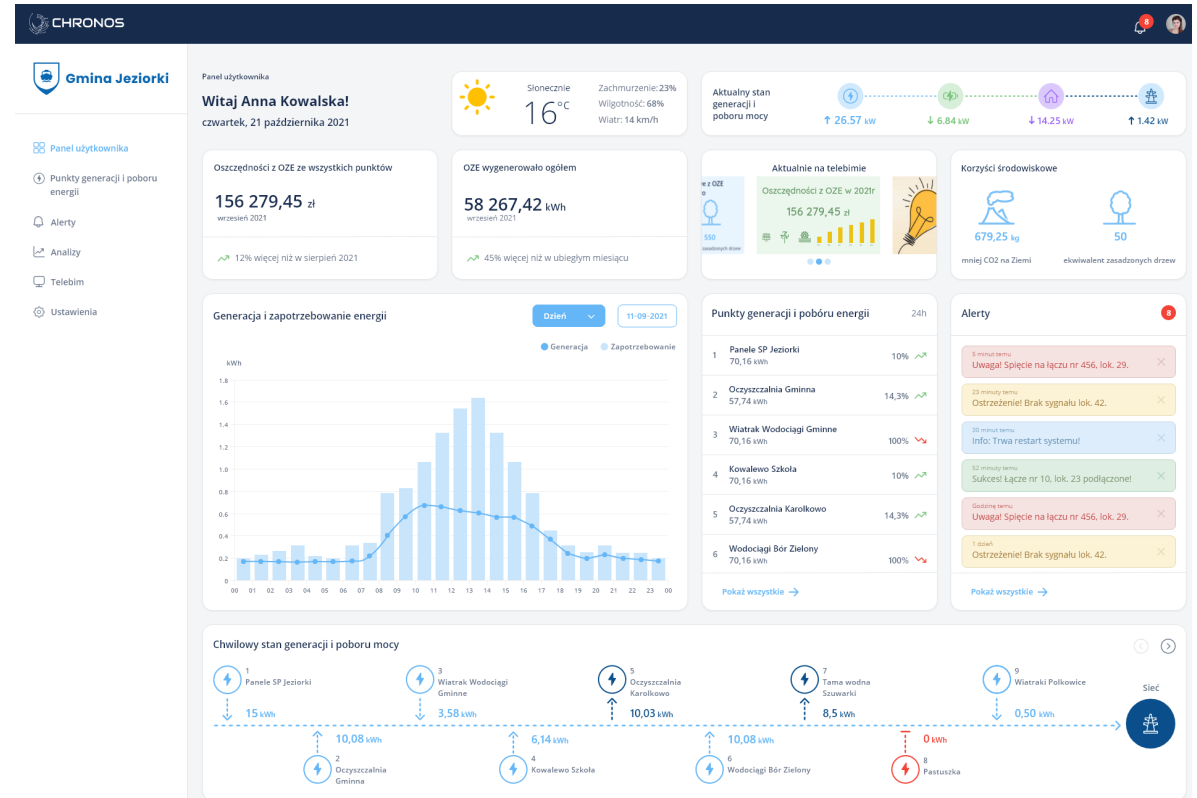 CHRONOS
8
Gmina Jeziorki
Panel użytkownika
Punkty generacji i poboru
energii
Alerty
Analizy
Telebim
Ustawienia
Panel użytkownika
Witaj Anna Kowalska!
czwartek, 21 października 2021
Słonecznie
16°C
Zachmurzenie: 23%
Wilgotność: 68%
Wiatr: 14 km/h
Aktualny stan
generacji i
poboru mocy
↑ 26.57 kW
↓ 6.84 kW
↓ 14.25 kW
↑ 1.42 kW
Oszczędności z OZE ze wszystkich punktów
156 279,45 zł
wrzesień 2021
12% więcej niż w sierpień 2021
OZE wygenerowało ogółem
58 267,42 kWh
wrzesień 2021
45% więcej niż w ubiegłym miesiącu
Aktualnie na telebimie
e z OZE
o
550
zasadzonych drzew
Oszczędności z OZE w 2021r
156 279,45 zł
Korzyści środowiskowe
679,25 kg
mniej CO2 na Ziemi
50
ekwiwalent zasadzonych drzew
Generacja i zapotrzebowanie energii
Dzień
11-09-2021
Generacja
Zapotrzebowanie
kWh
1.8
1.6
1.4
1.2
1.0
0.8
0.6
0.4
0.2
0
00 01 02 03 04 05 06 07 08 09 10 11 12 13 14 15 16 17 18 19 20 21 22 23 00
Punkty generacji i pobóru energii 24h
1 Panele SP Jeziorki
70,16 kWh
10%
2 Oczyszczalnia Gminna
57,74 kWh
14,3%
3 Wiatrak Wodociągi Gminne
70,16 kWh
100%
4 Kowalewo Szkoła
70,16 kWh
10%
5 Oczyszczalnia Karolkowo
57,74 kWh
14,3%
6 Wodociągi Bór Zielony
70,16 kWh
100%
Pokaż wszystkie →
Alerty 8
5 minut temu
Uwaga! Spięcie na łączu nr 456, lok. 29.
23 minuty temu
Ostrzeżenie! Brak sygnału lok. 42.
30 minut temu
Info: Trwa restart systemu!
52 minuty temu
Sukces! Łącze nr 10, lok. 23 podłączone!
Godzinę temu
Uwaga! Spięcie na łączu nr 456, lok. 29.
1 dzień
Ostrzeżenie! Brak sygnału lok. 42.
Pokaż wszystkie →
Chwilowy stan generacji i poboru mocy
1
Panele SP Jeziorki
15 kWh
3
Wiatrak Wodociągi
Gminne
3,58 kWh
5
Oczyszczalnia
Karolkowo
10,03 kWh
7
Tama wodna
Szuwarki
8,5 kWh
9
Wiatraki Polkowice
0,50 kWh
Sieć
10,08 kWh
2
Oczyszczalnia
Gminna
6,14 kWh
4
Kowalewo Szkoła
10,08 kWh
6
Wodociągi Bór Zielony
0 kWh
8
Pastuszka